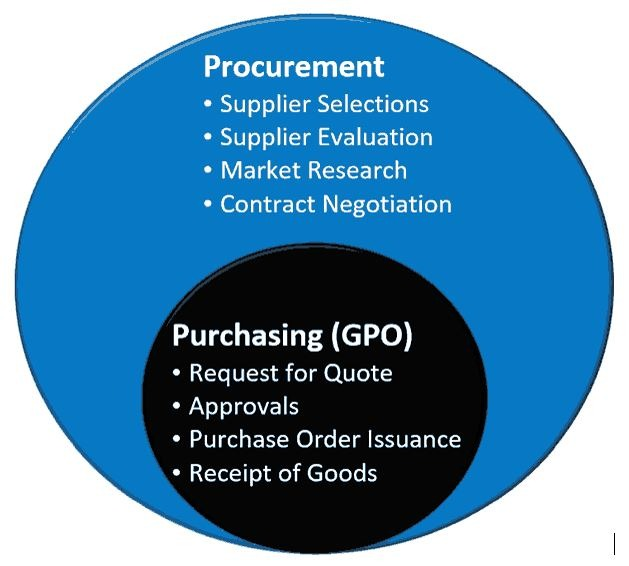 Procurement
• Supplier Selections
• Supplier Evaluation
• Market Research
• Contract Negotiation
Purchasing (GPO)
• Request for Quote
• Approvals
• Purchase Order Issuance
• Receipt of Goods